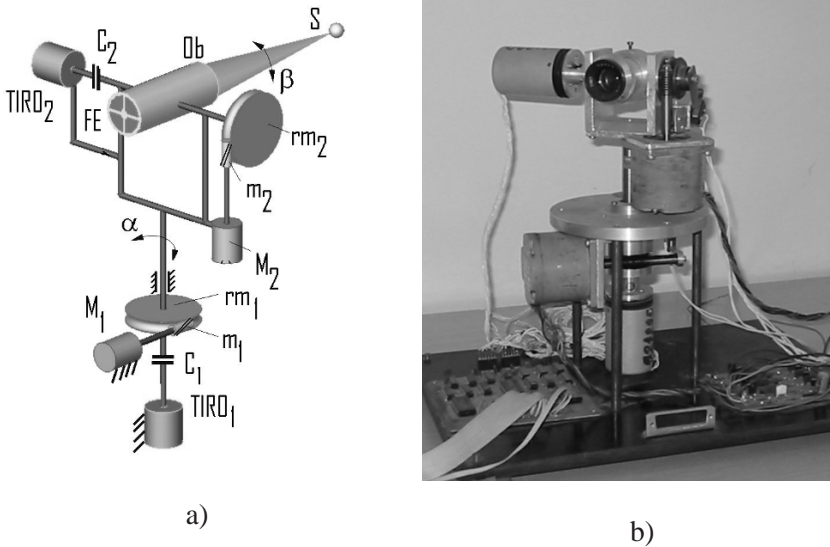 S
C2
Ob
β
TIRO2
FE
rm2
m2
α
M2
rm1
M1
m1
C1
TIRO1
a)
b)